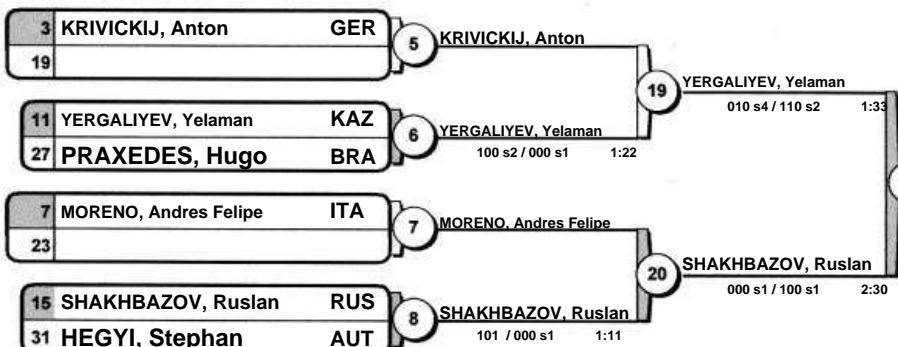 3 KRIVICKIJ, Anton GER
19
5
KRIVICKIJ, Anton
11 YERGALIYEV, Yelaman KAZ
27 PRAXEDES, Hugo BRA
6
YERGALIYEV, Yelaman
100 s2 / 000 s1 1:22
19
YERGALIYEV, Yelaman
010 s4 / 110 s2 1:33
7 MORENO, Andres Felipe ITA
23
7
MORENO, Andres Felipe
15 SHAKHBAZOV, Ruslan RUS
31 HEGYI, Stephan AUT
8
SHAKHBAZOV, Ruslan
101 / 000 s1 1:11
20
SHAKHBAZOV, Ruslan
000 s1 / 100 s1 2:30